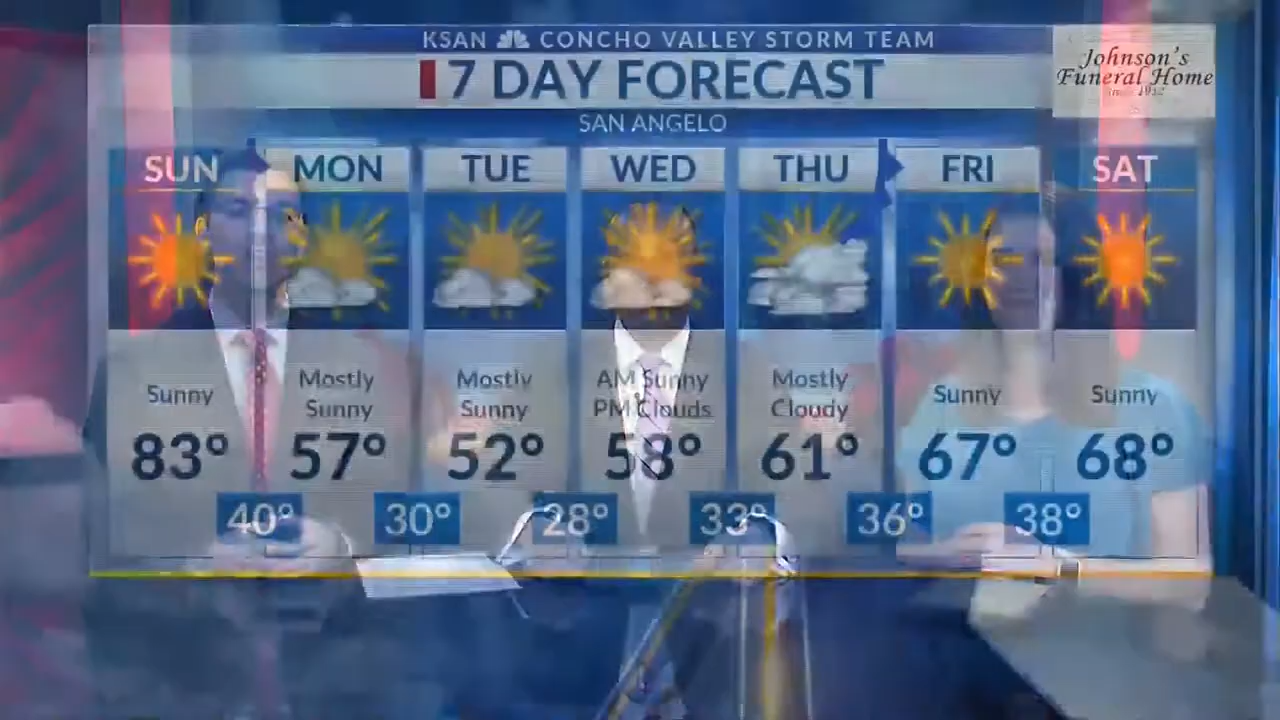 KSAN CONCHO VALLEY STORM TEAM
7 DAY FORECAST
SAN ANGELO
Johnson's
Funeral Home
Since 1912
SUN MON TUE WED THU FRI SAT
Sunny
Mostly
Sunny
Mostly
Sunny
AM Sunny
PM Clouds
Mostly
Cloudy
Sunny
Sunny
83° 57° 52° 58° 61° 67° 68°
40° 30° 28° 33° 36° 38°